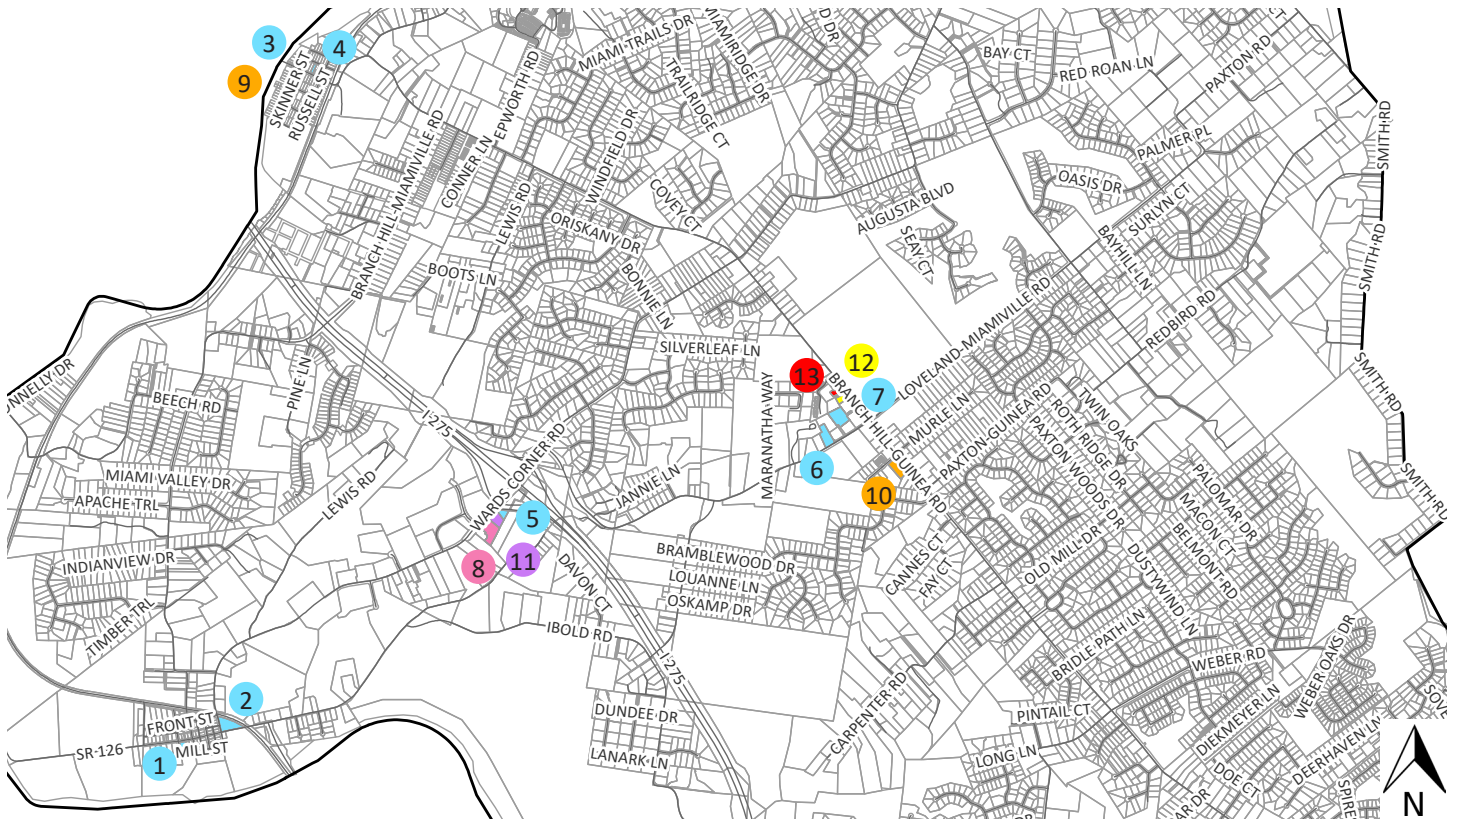 MIAMI TRAILS DR
MIAMIRIDGE DR
D DR
BAY CT
RED ROAN LN
PAXTON RD
CT
3
4
9
SKINNER ST
RUSSELL ST
EPWORTH RD
TRAILRIDGE CT
BRANCH HILL-MIAMIVILLE RD
CONNER LN
WINDFIELD DR
PALMER PL
SMITH RD
OASIS DR
COVEY CT
LEWIS RD
ORISKANY DR
AUGUSTA BLVD
SURLYN CT
SEAY CT
BAYHILL LN
SMITH RD
BOOTS LN
BONNIE LN
REDBIRD RD
LOVELAND-MIAMIVILLE RD
SILVERLEAF LN
12
13
7
BRANCH HILL-GUINEA RD
MARANATHA WAY
MURLE LN
PAXTON-GUINEA RD
TWIN OAKS
ROTH RIDGE DR
PAXTON WOODS DR
SMITH RD
NNELLY DR
PINE LN
BEECH RD
I-275
WARDS CORNER RD
6
10
PALOMAR DR
MACON CT
BELMONT RD
SMITH RD
MIAMI VALLEY DR
APACHE TRL
LEWIS RD
JANNIE LN
5
8
11
INDIANVIEW DR
TIMBER TRL
DAVON CT
BRAMBLEWOOD DR
LOUANNE LN
OSKAMP DR
CANNES CT
FAY CT
OLD MILL DR
DUSTYWIND LN
IBOLD RD
I-275
BRIDLE PATH LN
WEBER RD
WEBER OAKS DR
2
FRONT ST
SR-126
MILL ST
1
DUNDEE DR
LANARK LN
CARPENTER RD
PINTAIL CT
LONG LN
DIEKMEYER LN
DEERHAVEN LN
DOE CT
AR DR
SPIRE
SOVE
N